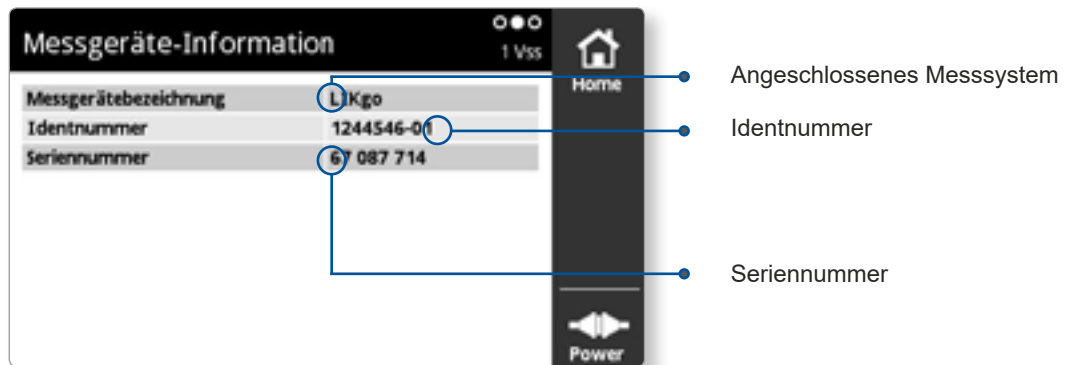 Messgeräte-Information
1 Vss
Home
Messgerätebezeichnung LIKgo
Identnummer 1244546-01
Seriennummer 67 087 714
Power
Angeschlossenes Messsystem
Identnummer
Seriennummer